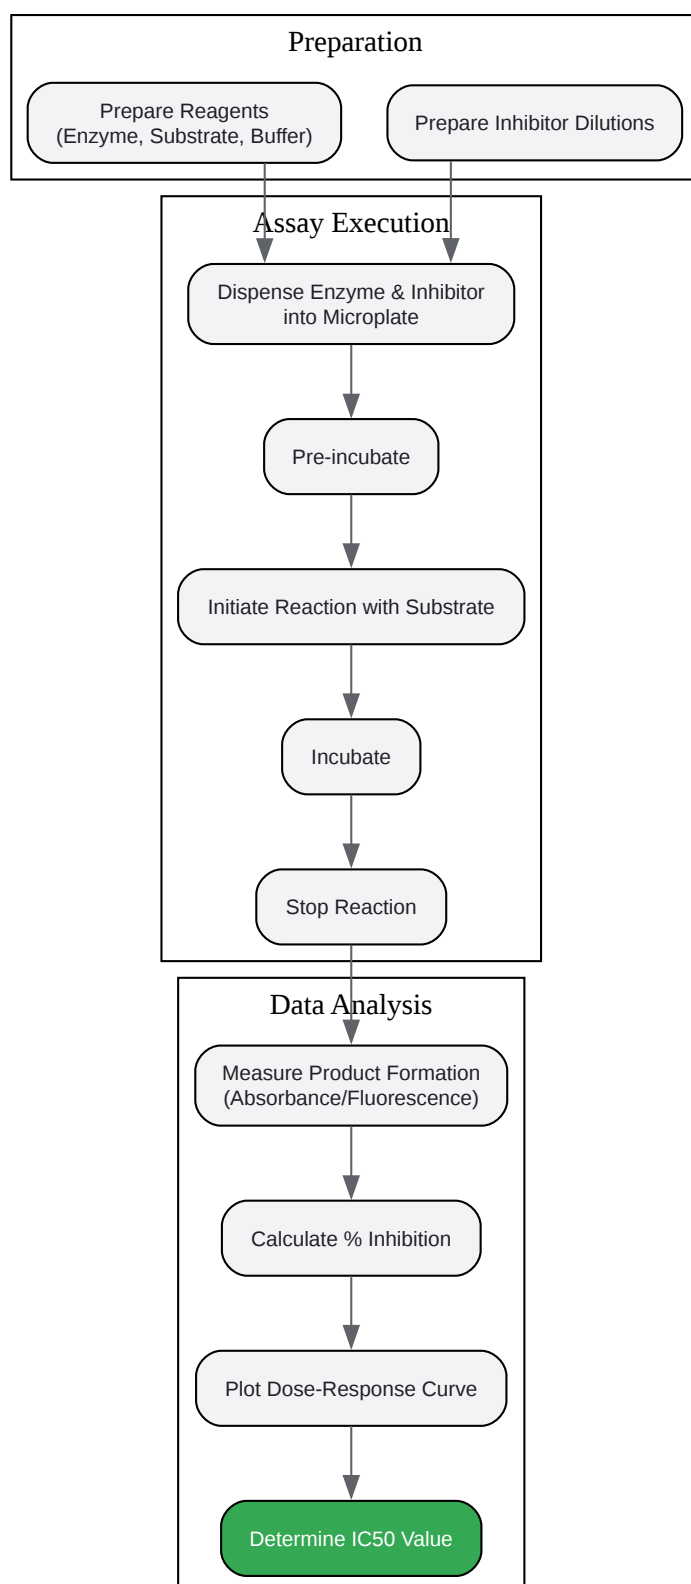 Preparation
Prepare Reagents
(Enzyme, Substrate, Buffer)
Prepare Inhibitor Dilutions
Assay Execution
Dispense Enzyme & Inhibitor
into Microplate
Pre-incubate
Initiate Reaction with Substrate
Incubate
Stop Reaction
Data Analysis
Measure Product Formation
(Absorbance/Fluorescence)
Calculate % Inhibition
Plot Dose-Response Curve
Determine IC50 Value